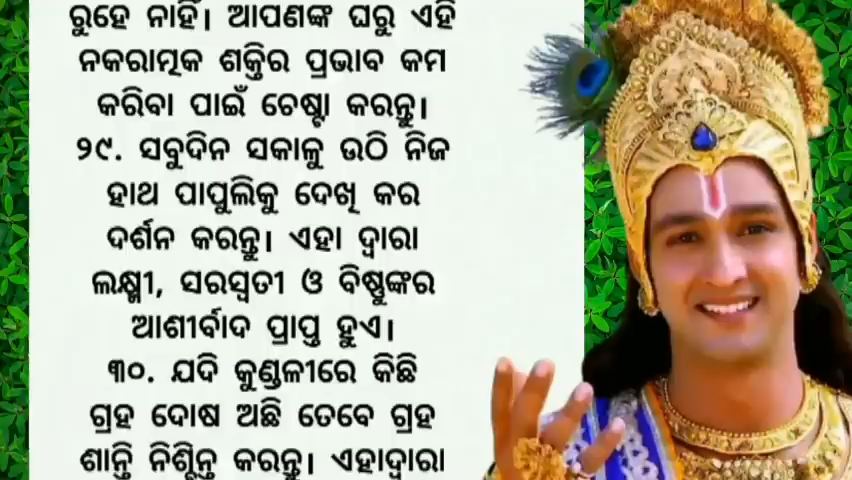 ରୁହେ ନାହିଁ। ଆପଣଙ୍କ ଘରୁ ଏହି
ନକରାତ୍ମକ ଶକ୍ତିର ପ୍ରଭାବ କମ
କରିବା ପାଇଁ ଚେଷ୍ଟା କରନ୍ତୁ।
୨୯. ସବୁଦିନ ସକାଳୁ ଉଠି ନିଜ
ହାଥ ପାପୁଲିକୁ ଦେଖି କର
ଦର୍ଶନ କରନ୍ତୁ। ଏହା ଦ୍ୱାରା
ଲକ୍ଷ୍ମୀ, ସରସ୍ୱତୀ ଓ ବିଷ୍ଣୁଙ୍କର
ଆଶୀର୍ବାଦ ପ୍ରାପ୍ତ ହୁଏ।
୩୦. ଯଦି କୁଣ୍ଡଳୀରେ କିଛି
ଗ୍ରହ ଦୋଷ ଅଛି ତେବେ ଗ୍ରହ
ଶାନ୍ତି ନିଶ୍ଚିନ୍ତ କରନ୍ତୁ। ଏହାଦ୍ୱାରା